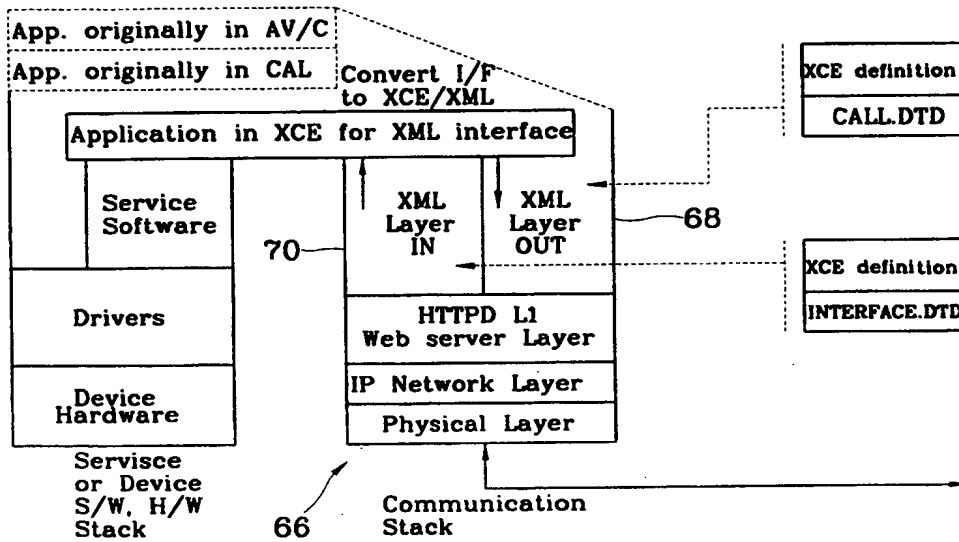 App. originally in AV/C
App. originally in CAL
Convert I/F
to XCE/XML
Application in XCE for XML interface
Service
Software
XML
Layer
IN
XML
Layer
OUT
70
68
XCE definition
CALL.DTD
XCE definition
INTERFACE.DTD
Drivers
HTTPD L1
Web server Layer
Device
Hardware
IP Network Layer
Physical Layer
Servisce
or Device
S/W, H/W
Stack
66
Communication
Stack